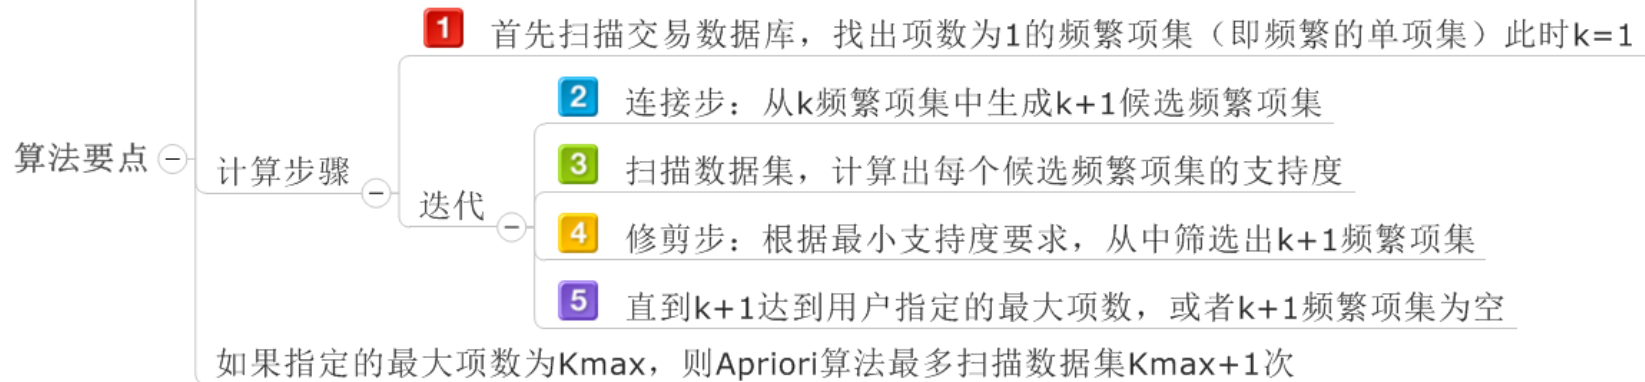 1 首先扫描交易数据库，找出项数为1的频繁项集（即频繁的单项集）此时k=1
2 连接步：从k频繁项集中生成k+1候选频繁项集
算法要点
计算步骤
3 扫描数据集，计算出每个候选频繁项集的支持度
迭代
4 修剪步：根据最小支持度要求，从中筛选出k+1频繁项集
5 直到k+1达到用户指定的最大项数，或者k+1频繁项集为空
如果指定的最大项数为Kmax，则Apriori算法最多扫描数据集Kmax+1次